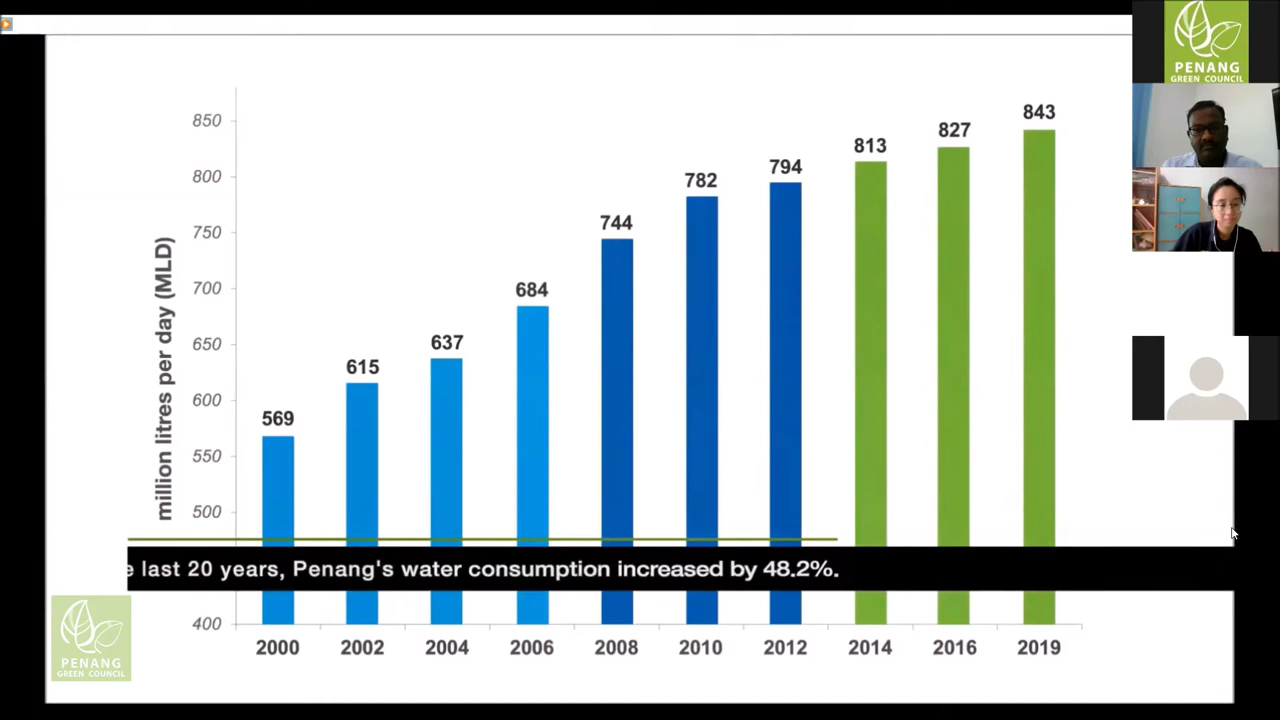 PENANG
GREEN COUNCIL
850
800
750
700
650
600
550
500
400
million litres per day (MLD)
569
615
637
684
744
782
794
813
827
843
e last 20 years, Penang's water consumption increased by 48.2%.
2000 2002 2004 2006 2008 2010 2012 2014 2016 2019
PENANG
GREEN COUNCIL